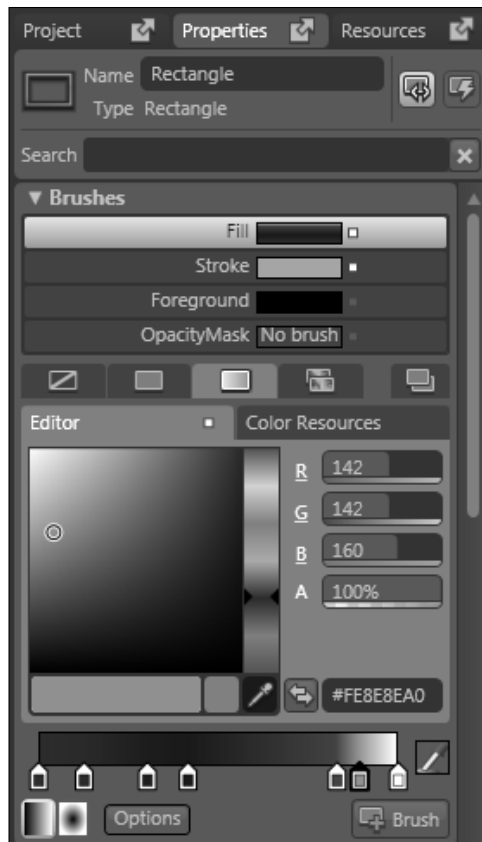 Project Properties Resources
Name Rectangle
Type Rectangle
Search
Brushes
Fill
Stroke
Foreground
OpacityMask No brush
Editor Color Resources
R 142
G 142
B 160
A 100%
#FE8E8EA0
Options Brush